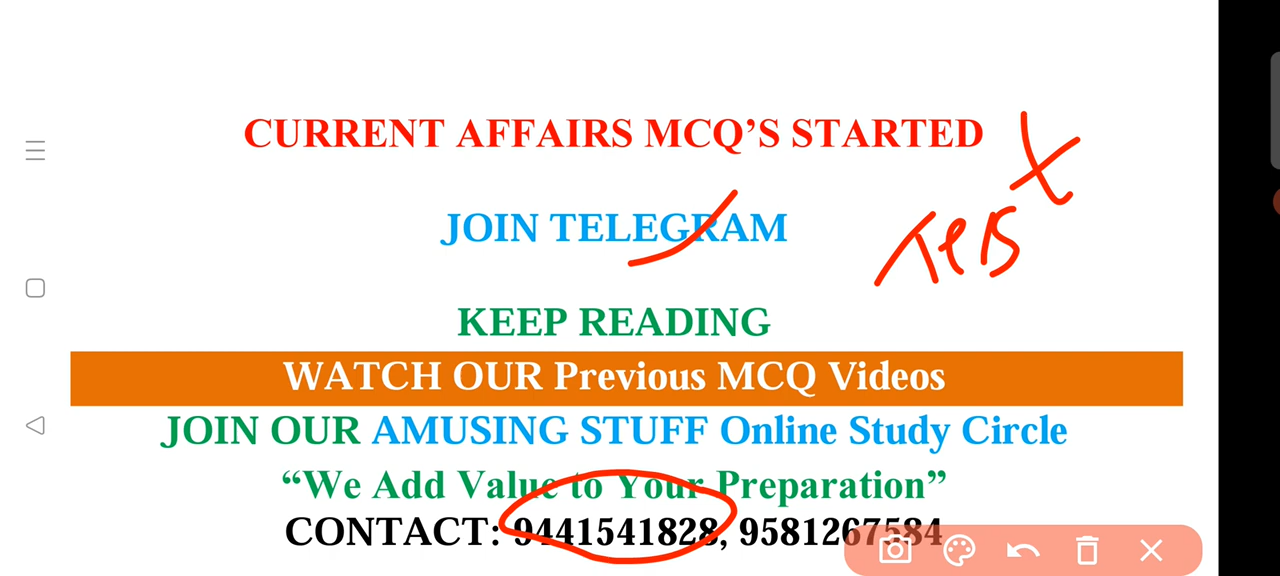 CURRENT AFFAIRS MCQ'S STARTED
JOIN TELEGRAM
Test
KEEP READING
WATCH OUR Previous MCQ Videos
JOIN OUR AMUSING STUFF Online Study Circle
“We Add Value to Your Preparation”
CONTACT: 9441541828, 9581267584